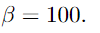 β = 100.